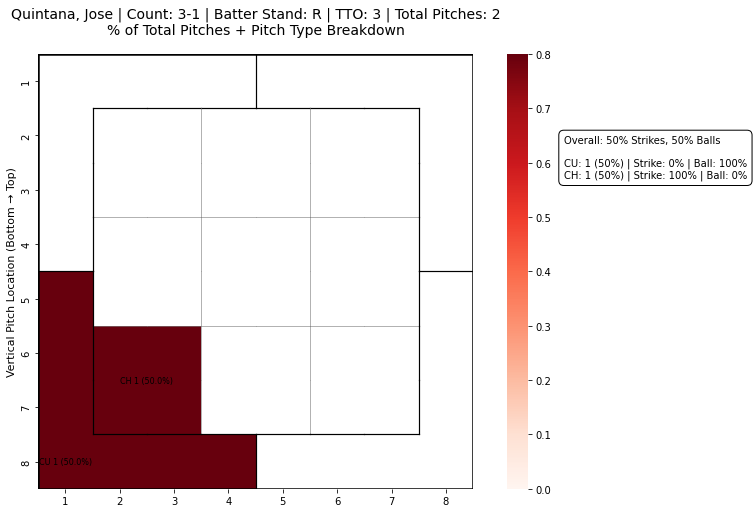 Quintana, Jose | Count: 3-1 | Batter Stand: R | TTO: 3 | Total Pitches: 2
% of Total Pitches + Pitch Type Breakdown
Vertical Pitch Location (Bottom → Top)
1
2
3
4
5
6
7
8
CH 1 (50.0%)
CU 1 (50.0%)
1 2 3 4 5 6 7 8
0.8
0.7
0.6
0.5
0.4
0.3
0.2
0.1
0.0
Overall: 50% Strikes, 50% Balls
CU: 1 (50%) | Strike: 0% | Ball: 100%
CH: 1 (50%) | Strike: 100% | Ball: 0%